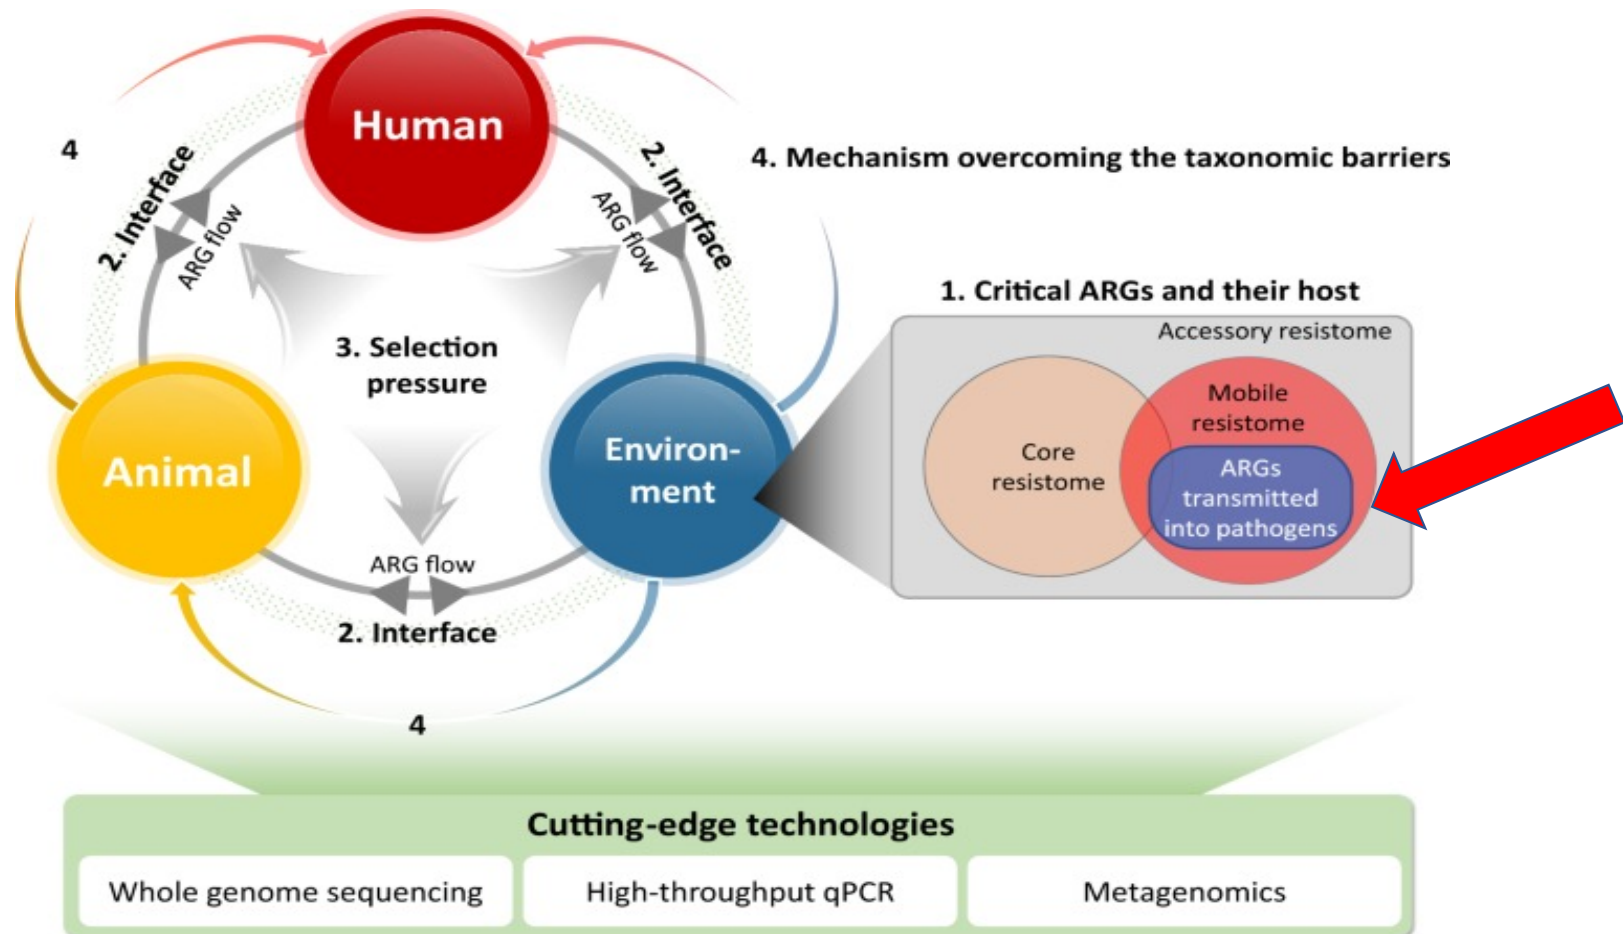 Human
4
2. Interface
ARG flow
2. Interface
ARG flow
4. Mechanism overcoming the taxonomic barriers
3. Selection
pressure
Animal
Environ-
ment
ARG flow
2. Interface
4
1. Critical ARGs and their host
Accessory resistome
Core
resistome
Mobile
resistome
ARGs
transmitted
into pathogens
Cutting-edge technologies
Whole genome sequencing
High-throughput qPCR
Metagenomics